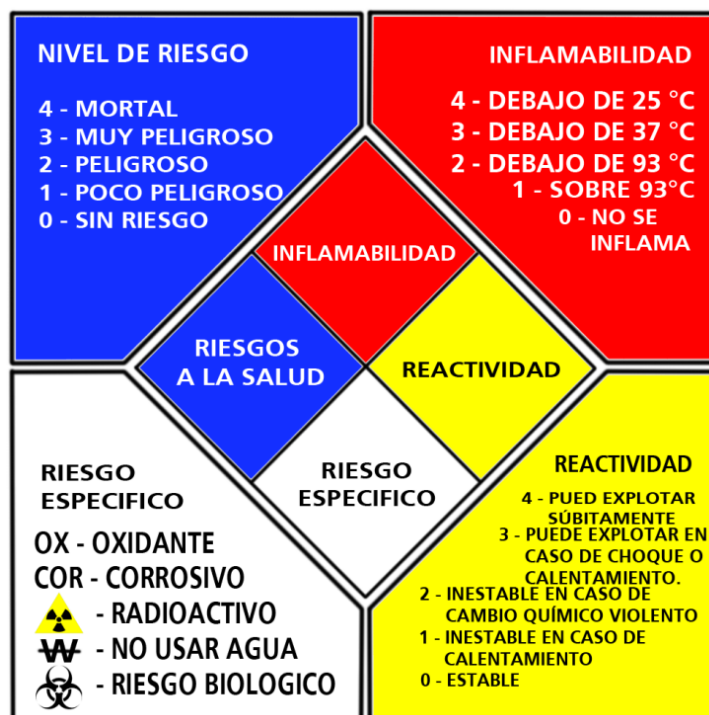 NIVEL DE RIESGO
4 - MORTAL
3 - MUY PELIGROSO
2 - PELIGROSO
1 - POCO PELIGROSO
0 - SIN RIESGO
INFLAMABILIDAD
4 - DEBAJO DE 25 °C
3 - DEBAJO DE 37 °C
2 - DEBAJO DE 93 °C
1 - SOBRE 93°C
0 - NO SE
INFLAMA
INFLAMABILIDAD
RIESGOS
A LA SALUD
REACTIVIDAD
RIESGO
ESPECIFICO
RIESGO
ESPECIFICO
OX - OXIDANTE
COR - CORROSIVO
- RADIOACTIVO
W - NO USAR AGUA
- RIESGO BIOLOGICO
REACTIVIDAD
4 - PUED EXPLOTAR
SÚBITAMENTE
3 - PUEDE EXPLOTAR EN
CASO DE CHOQUE O
CALENTAMIENTO.
2 - INESTABLE EN CASO DE
CAMBIO QUÍMICO VIOLENTO
1 - INESTABLE EN CASO DE
CALENTAMIENTO
0 - ESTABLE